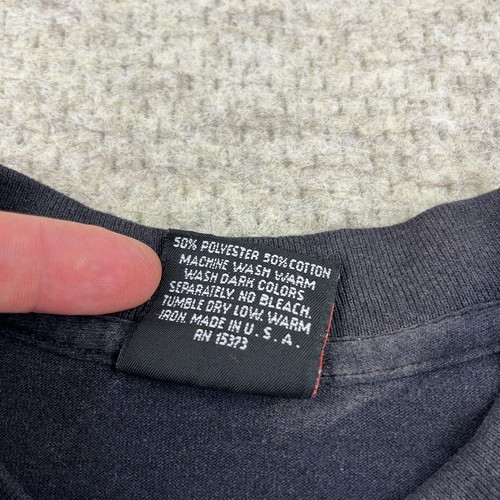 50% POLYESTER 50% COTTON
MACHINE WASH WARM
WASH DARK COLORS
SEPARATELY. NO BLEACH.
TUMBLE DRY LOW. WARM
IRON. MADE IN U.S.A.
RN 15373